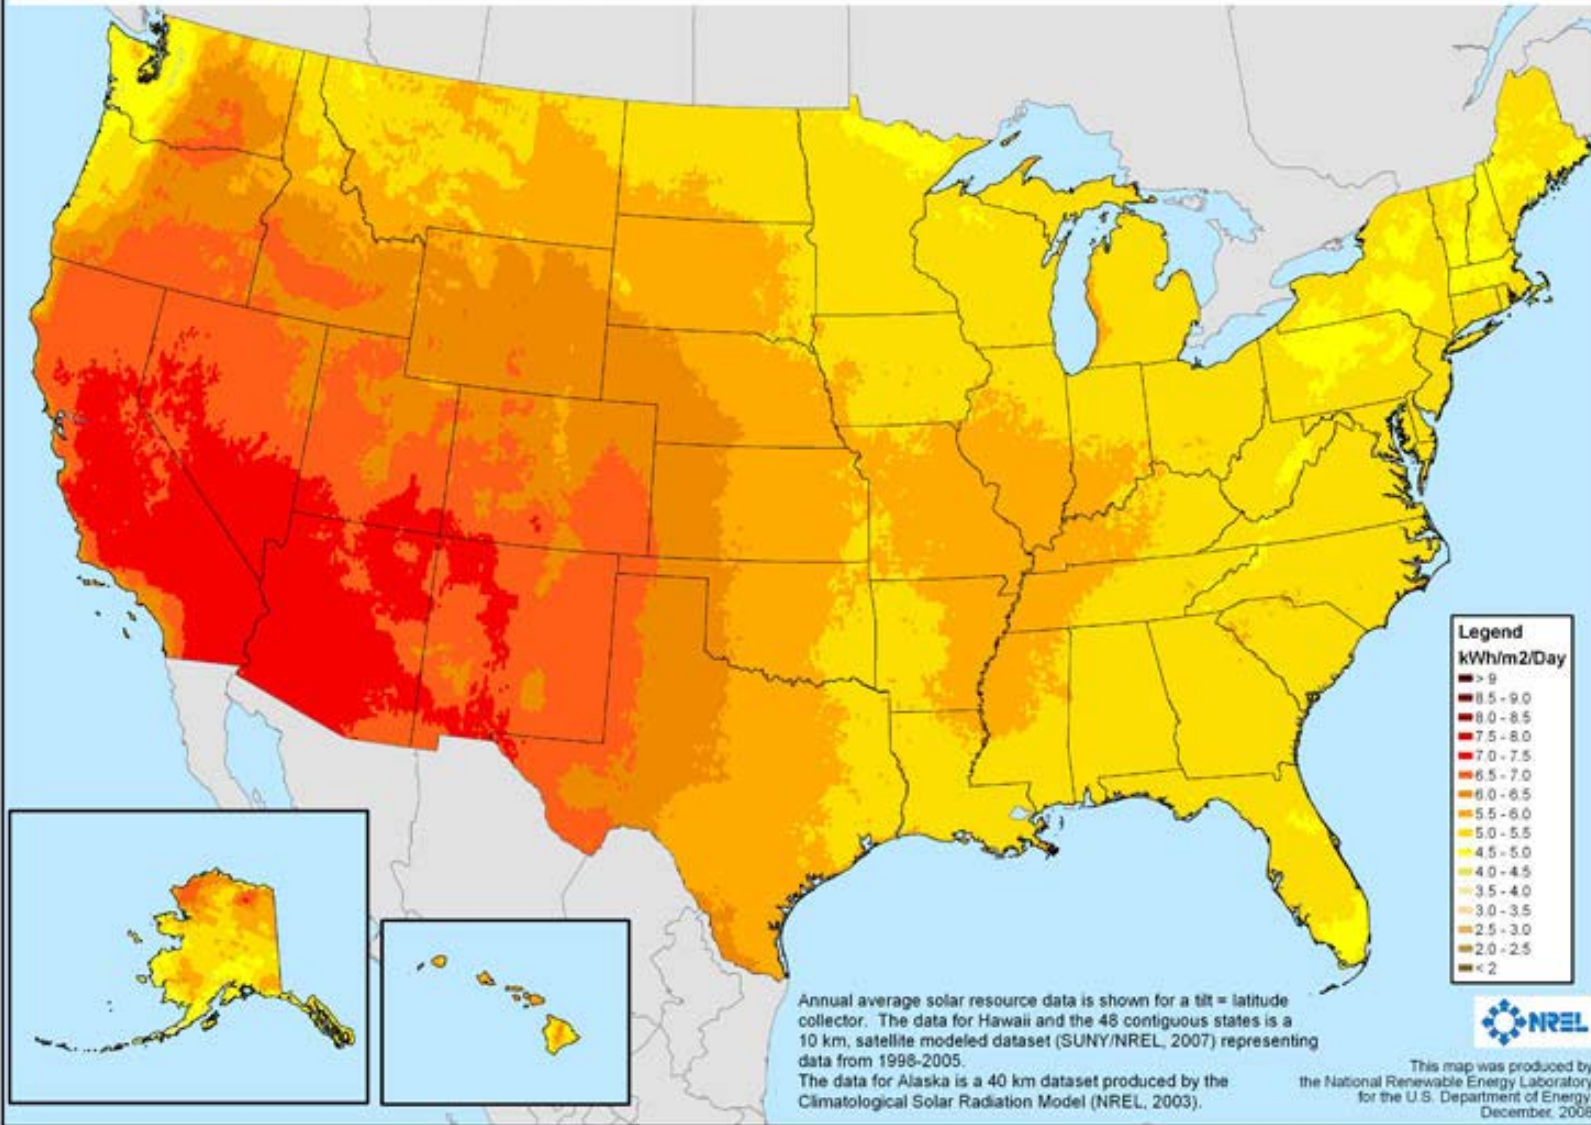 Legend
kWh/m2/Day
> 9
8.5 - 9.0
8.0 - 8.5
7.5 - 8.0
7.0 - 7.5
6.5 - 7.0
6.0 - 6.5
5.5 - 6.0
5.0 - 5.5
4.5 - 5.0
4.0 - 4.5
3.5 - 4.0
3.0 - 3.5
2.5 - 3.0
2.0 - 2.5
< 2
Annual average solar resource data is shown for a tilt = latitude
collector. The data for Hawaii and the 48 contiguous states is a
10 km, satellite modeled dataset (SUNY/NREL, 2007) representing
data from 1998-2005.
The data for Alaska is a 40 km dataset produced by the
Climatological Solar Radiation Model (NREL, 2003).
NREL
This map was produced by
the National Renewable Energy Laboratory
for the U.S. Department of Energy
December, 2008